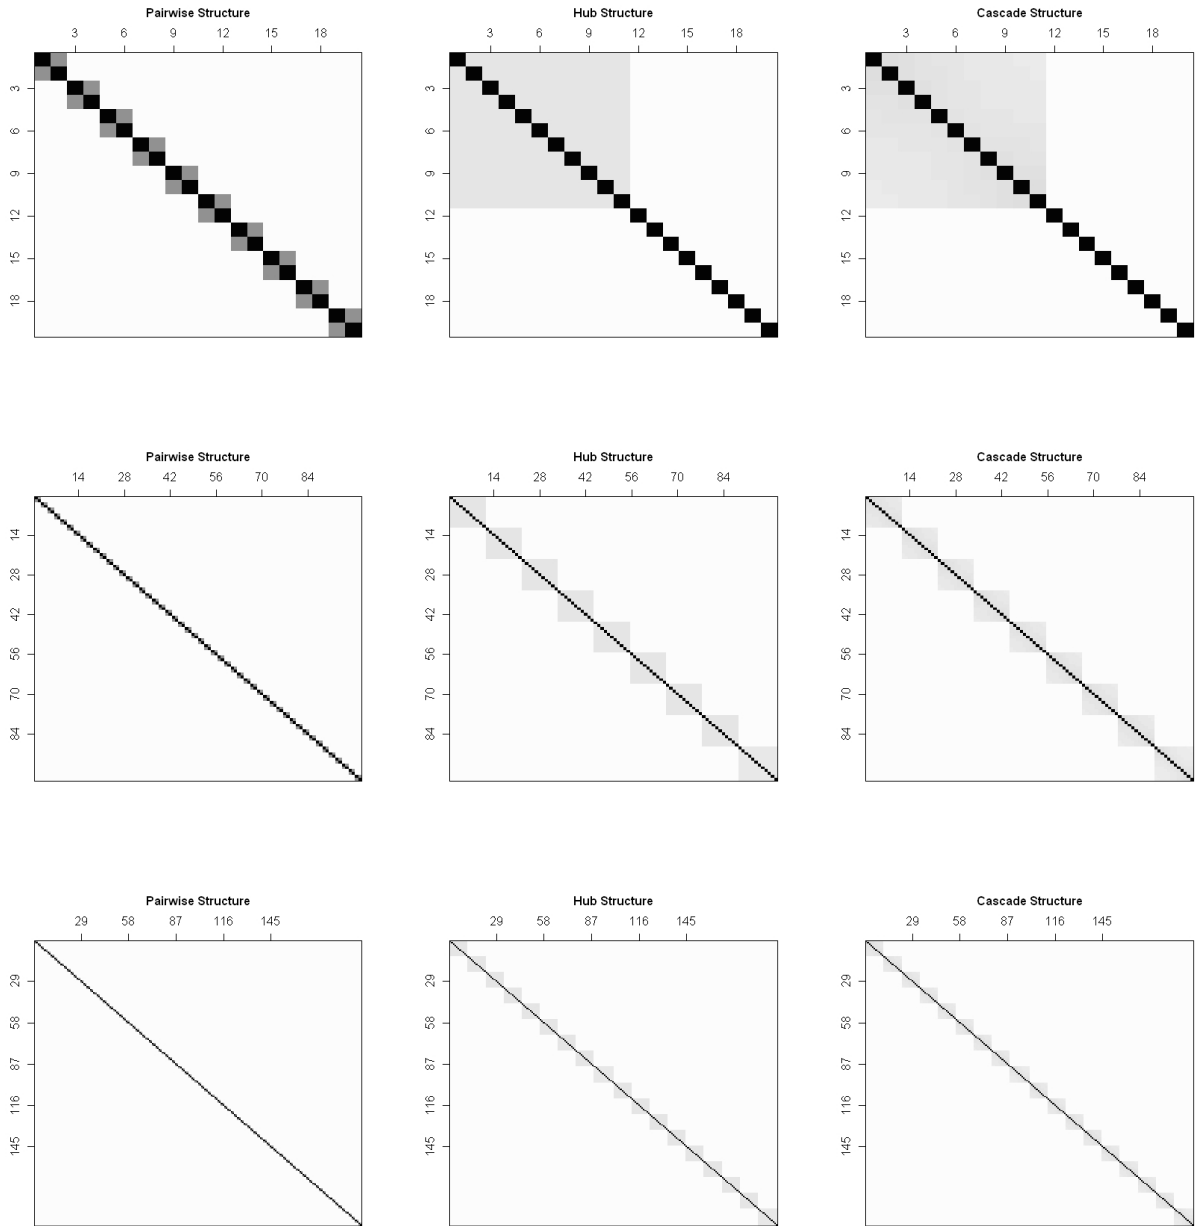 Pairwise Structure
3 6 9 12 15 18
3
6
9
12
15
18
Hub Structure
3 6 9 12 15 18
3
6
9
12
15
18
Cascade Structure
3 6 9 12 15 18
3
6
9
12
15
18
Pairwise Structure
14 28 42 56 70 84
14
28
42
56
70
84
Hub Structure
14 28 42 56 70 84
14
28
42
56
70
84
Cascade Structure
14 28 42 56 70 84
14
28
42
56
70
84
Pairwise Structure
29 58 87 116 145
29
58
87
116
145
Hub Structure
29 58 87 116 145
29
58
87
116
145
Cascade Structure
29 58 87 116 145
29
58
87
116
145